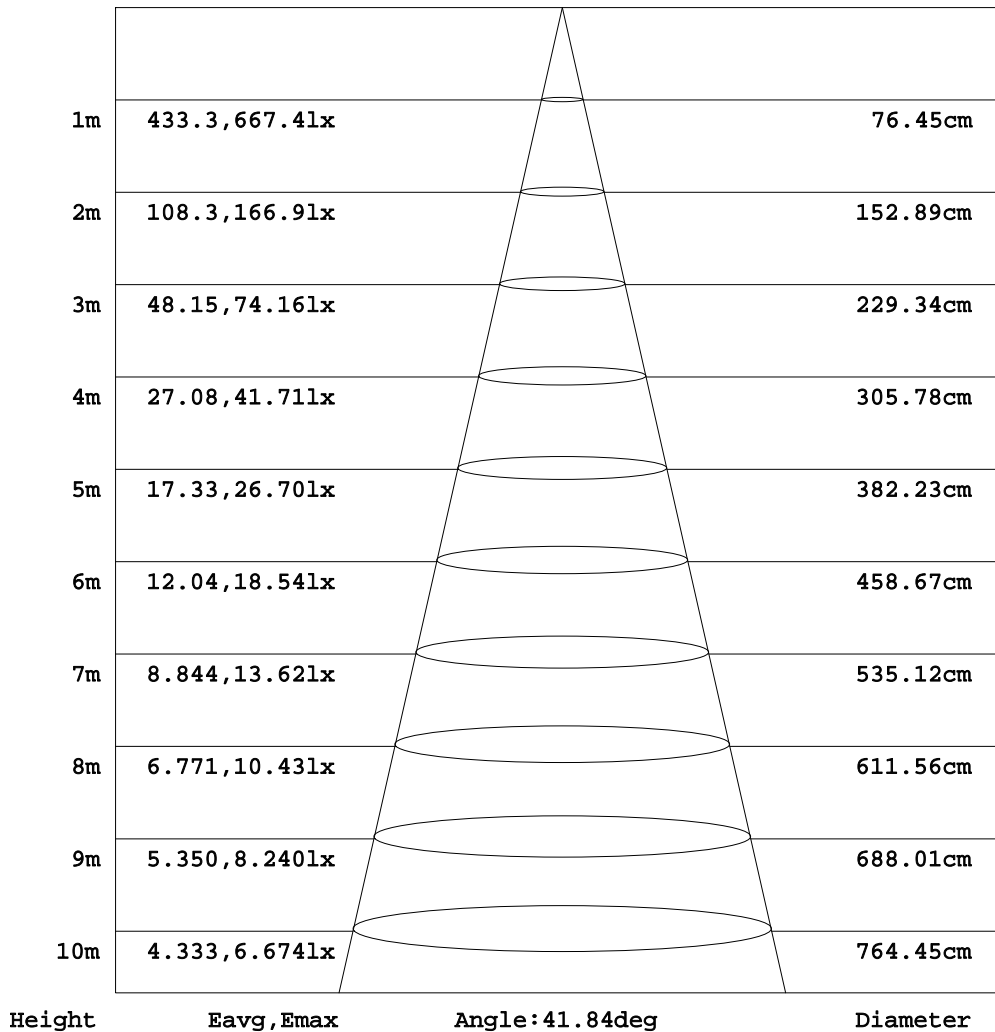 1m 433.3,667.4lx 76.45cm
2m 108.3,166.9lx 152.89cm
3m 48.15,74.16lx 229.34cm
4m 27.08,41.71lx 305.78cm
5m 17.33,26.70lx 382.23cm
6m 12.04,18.54lx 458.67cm
7m 8.844,13.62lx 535.12cm
8m 6.771,10.43lx 611.56cm
9m 5.350,8.240lx 688.01cm
10m 4.333,6.674lx 764.45cm
Height Eavg,Emax Angle:41.84deg Diameter